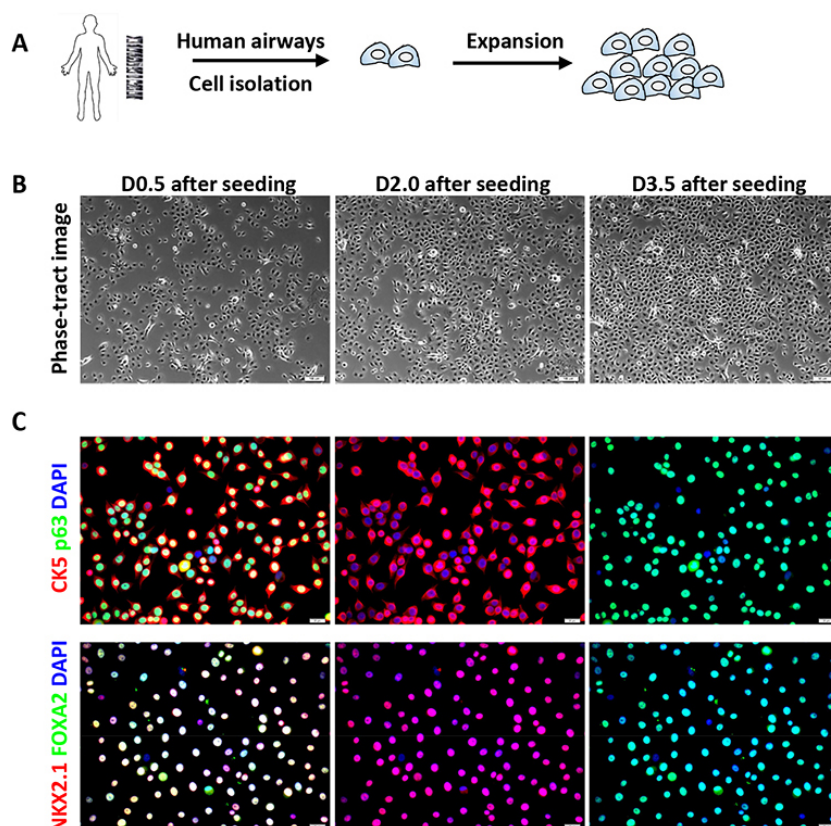 A
Human airways
Cell isolation
Expansion
B
D0.5 after seeding
D2.0 after seeding
D3.5 after seeding
Phase-tract image
C
CK5 p63 DAPI
NKX2.1 FOXA2 DAPI